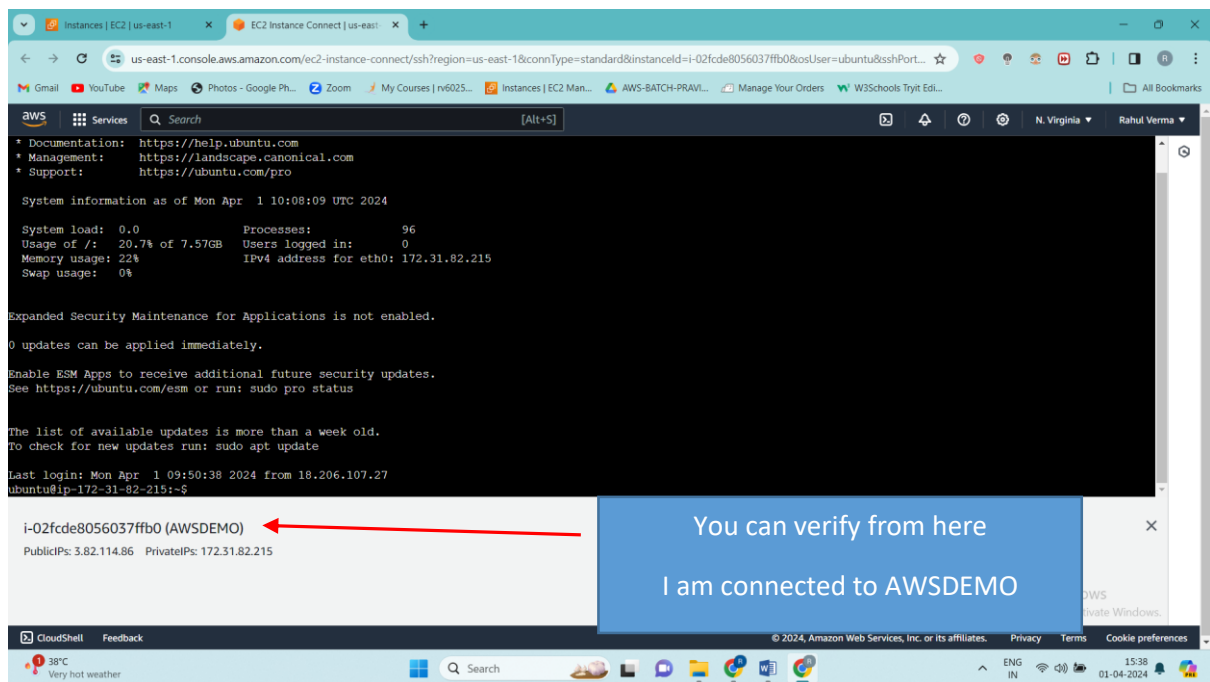 Instances | EC2 | us-east-1
EC2 Instance Connect | us-east-
us-east-1.console.aws.amazon.com/ec2-instance-connect/ssh?region=us-east-1&connType=standard&instanceId=i-02fcde8056037ffb0&osUser=ubuntu&sshPort...
Gmail YouTube Maps Photos - Google Ph... Zoom My Courses | rv6025... Instances | EC2 Man... AWS-BATCH-PRAVI... Manage Your Orders W3Schools Tryit Edi... All Bookmarks
aws Services Search [Alt+S] N. Virginia Rahul Verma
* Documentation: https://help.ubuntu.com
* Management: https://landscape.canonical.com
* Support: https://ubuntu.com/pro
System information as of Mon Apr 1 10:08:09 UTC 2024
System load: 0.0 Processes: 96
Usage of /: 20.7% of 7.57GB Users logged in: 0
Memory usage: 22% IPv4 address for eth0: 172.31.82.215
Swap usage: 0%
Expanded Security Maintenance for Applications is not enabled.
0 updates can be applied immediately.
Enable ESM Apps to receive additional future security updates.
See https://ubuntu.com/esm or run: sudo pro status
The list of available updates is more than a week old.
To check for new updates run: sudo apt update
Last login: Mon Apr 1 09:50:38 2024 from 18.206.107.27
ubuntu@ip-172-31-82-215:~$
i-02fcde8056037ffb0 (AWSDEMO)
PublicIPs: 3.82.114.86 PrivateIPs: 172.31.82.215
You can verify from here
I am connected to AWSDEMO
Windows.
CloudShell Feedback © 2024, Amazon Web Services, Inc. or its affiliates. Privacy Terms Cookie preferences
1 38°C
Very hot weather
Search
ENG
IN
15:38
01-04-2024